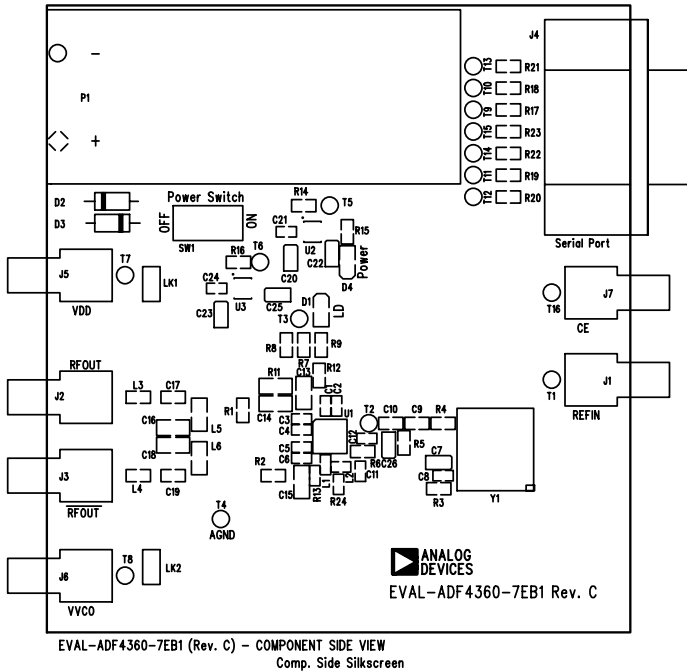 J4
T13 R21
– T10 R18
P1 T9 R17
T15 R23
+ T14 R22
T11 R19
T12 R20
D2 Power Switch R14
D3 OFF ON T5
C21 R15
SW1 U2 Serial Port
T7 R16 T6 C22 Power
J5 LK1 C24 C20 D4
VDD U3 C25 D1 LD T16 J7
C23 T3 CE
R8 R7 R9
RFOUT R11 C13 R12 T1 J1
L3 C17 C1 C2 REFIN
J2 R1 C14 U1 T2 C10 C9 R4
C16 L5 C3
C4 C12 R5
C18 L6 C5 R6 C26 C7
J3 C6 C8
L4 C19 R2 L1 L2 C11
RFOUT C15 R13 R24 R3 Y1
T4
AGND
ANALOG
DEVICES
J6 T8 LK2
VVCO
EVAL-ADF4360-7EB1 Rev. C
EVAL-ADF4360-7EB1 (Rev. C) – COMPONENT SIDE VIEW
Comp. Side Silkscreen